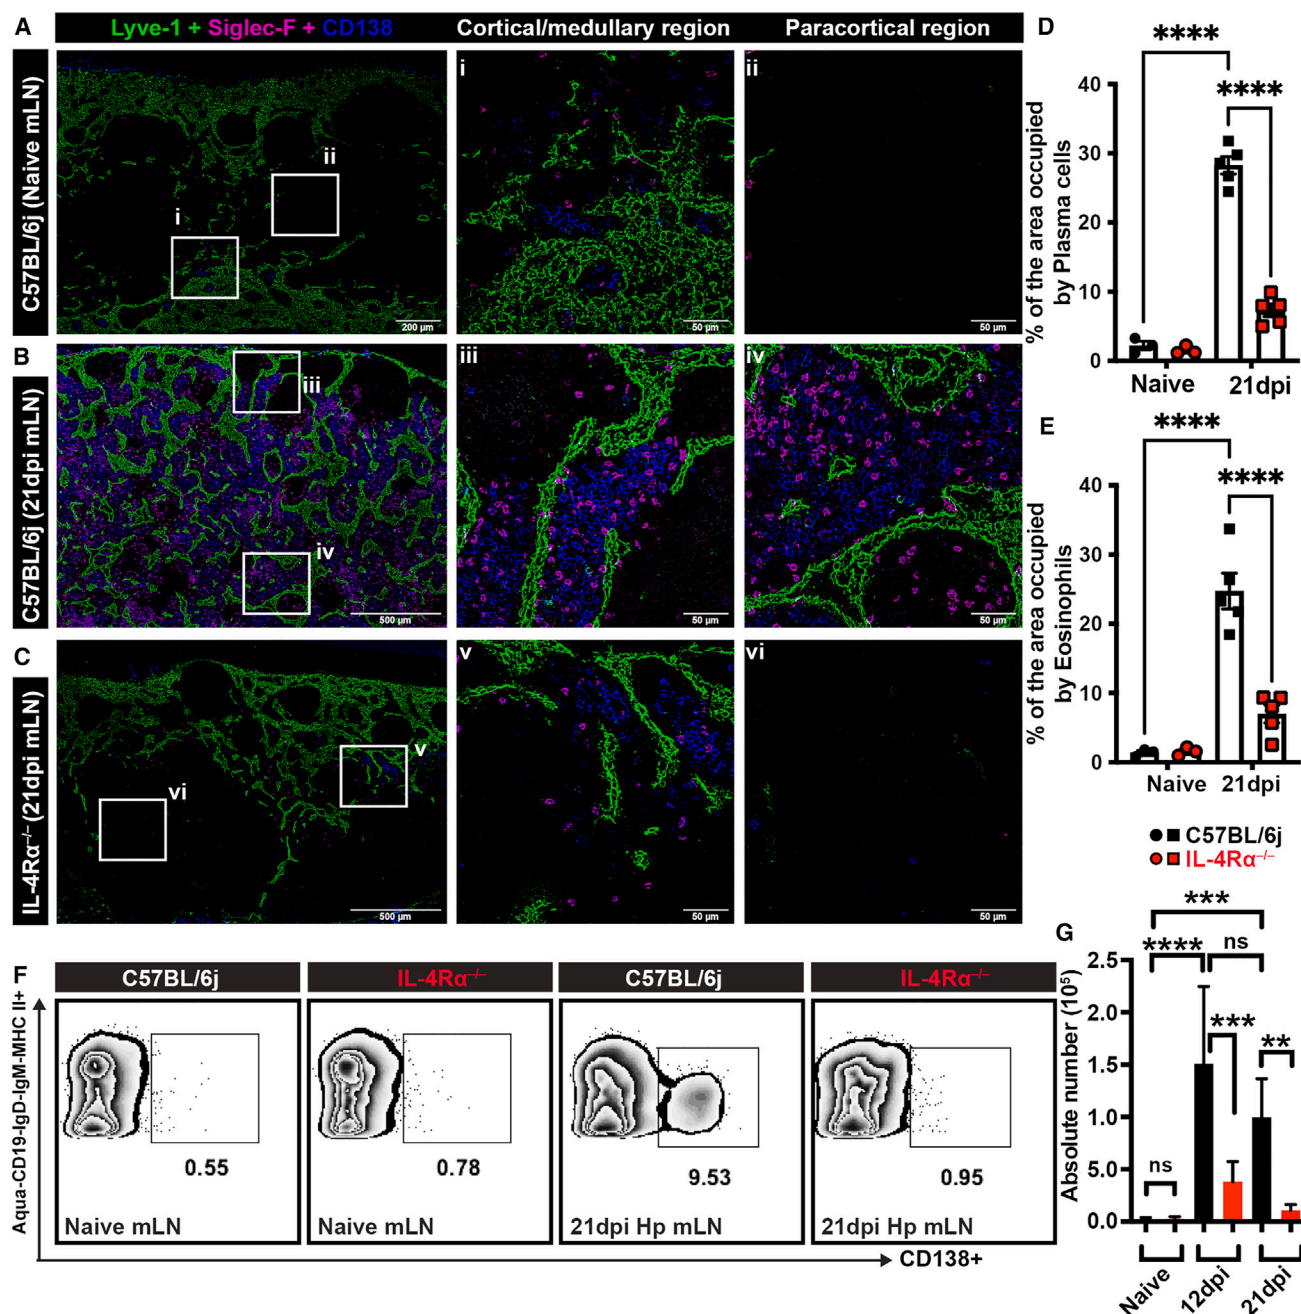 A
Lyve-1 + Siglec-F + CD138
Cortical/medullary region
Paracortical region
C57BL/6j (Naive mLN)
i
ii
200 µm
i
50 µm
ii
50 µm
B
C57BL/6j (21dpi mLN)
iii
iv
500 µm
iii
50 µm
iv
50 µm
C
IL-4Rα−/− (21dpi mLN)
v
vi
500 µm
v
50 µm
vi
50 µm
D
****
****
% of the area occupied
by Plasma cells
40
30
20
10
0
Naive
21dpi
E
****
****
% of the area occupied
by Eosinophils
40
30
20
10
0
Naive
21dpi
C57BL/6j
IL-4Rα−/−
F
C57BL/6j
IL-4Rα−/−
C57BL/6j
IL-4Rα−/−
Aqua-CD19-IgD-IgM-MHC II+
0.55
0.78
9.53
0.95
Naive mLN
Naive mLN
21dpi Hp mLN
21dpi Hp mLN
CD138+
G
***
****
ns
***
**
ns
Absolute number (10⁵)
2.5
2.0
1.5
1.0
5.0
0.0
Naive
12dpi
21dpi